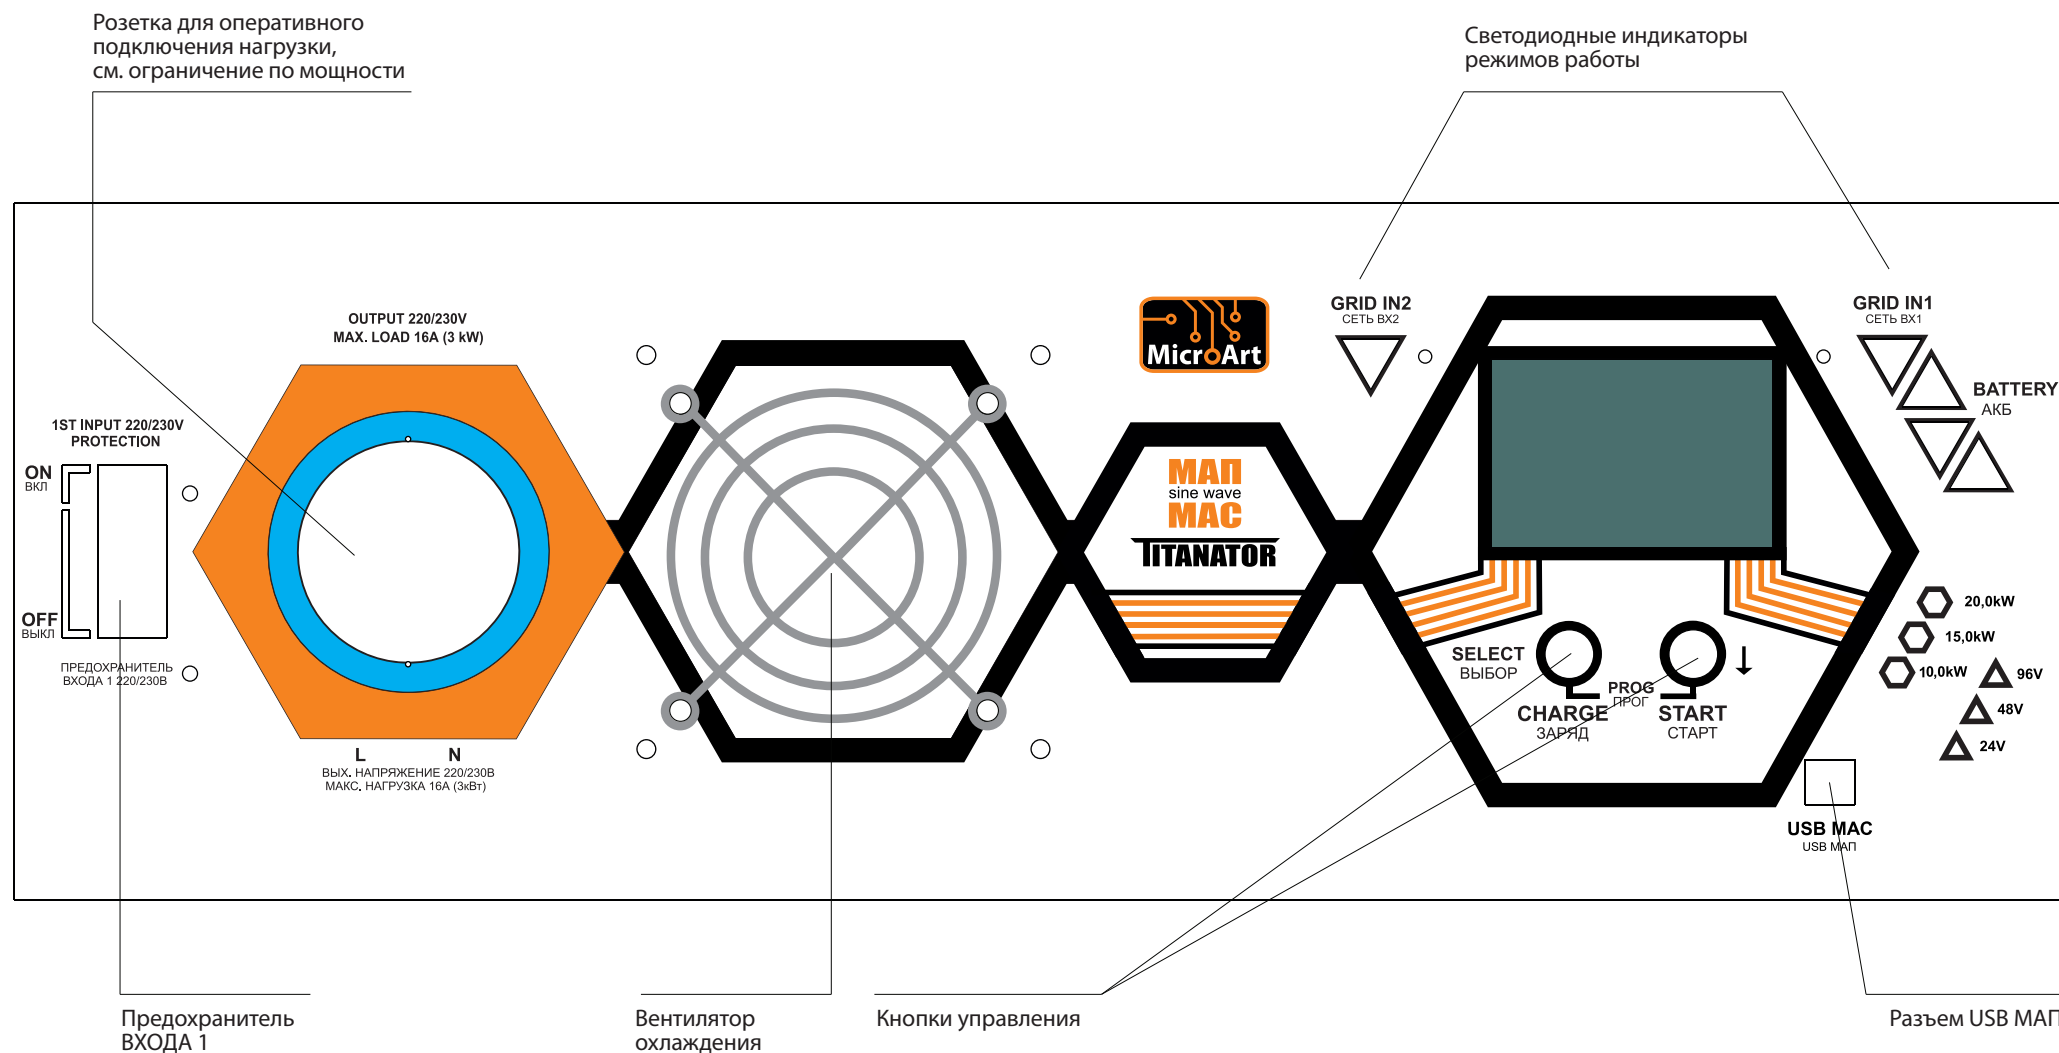 Розетка для оперативного
подключения нагрузки,
см. ограничение по мощности
Светодиодные индикаторы
режимов работы
OUTPUT 220/230V
MAX. LOAD 16A (3 kW)
1ST INPUT 220/230V
PROTECTION
ON
ВКЛ
OFF
ВЫКЛ
ПРЕДОХРАНИТЕЛЬ
ВХОДА 1 220/230В
L N
ВЫХ. НАПРЯЖЕНИЕ 220/230В
МАКС. НАГРУЗКА 16А (3кВт)
MicroArt
МАП
sine wave
MAC
TITANATOR
GRID IN2
СЕТЬ ВХ2
GRID IN1
СЕТЬ ВХ1
BATTERY
АКБ
SELECT
ВЫБОР
PROG
ПРОГ
CHARGE
ЗАРЯД
START
СТАРТ
↓
20,0kW
15,0kW
10,0kW
96V
48V
24V
USB MAC
USB МАП
Предохранитель
ВХОДА 1
Вентилятор
охлаждения
Кнопки управления
Разъем USB МАП